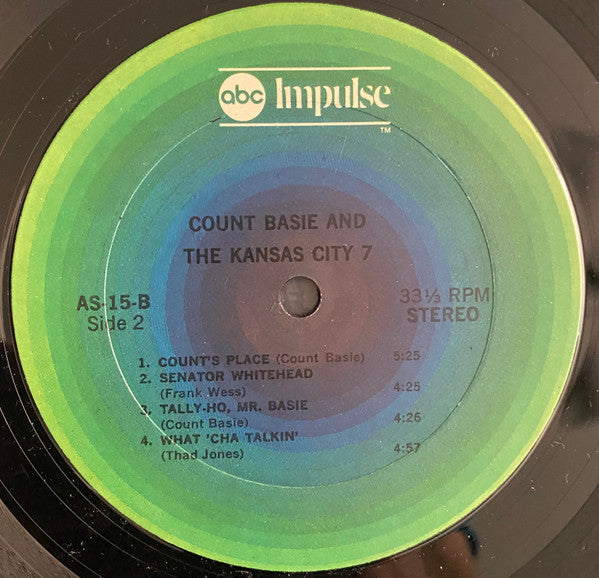 abc Impulse
TM
COUNT BASIE AND
THE KANSAS CITY 7
AS-15-B
Side 2
33⅓ RPM
STEREO
1. COUNT'S PLACE (Count Basie) 5:25
2. SENATOR WHITEHEAD
(Frank Wess) 4:25
3. TALLY-HO, MR. BASIE
(Count Basie) 4:26
4. WHAT 'CHA TALKIN'
(Thad Jones) 4:57